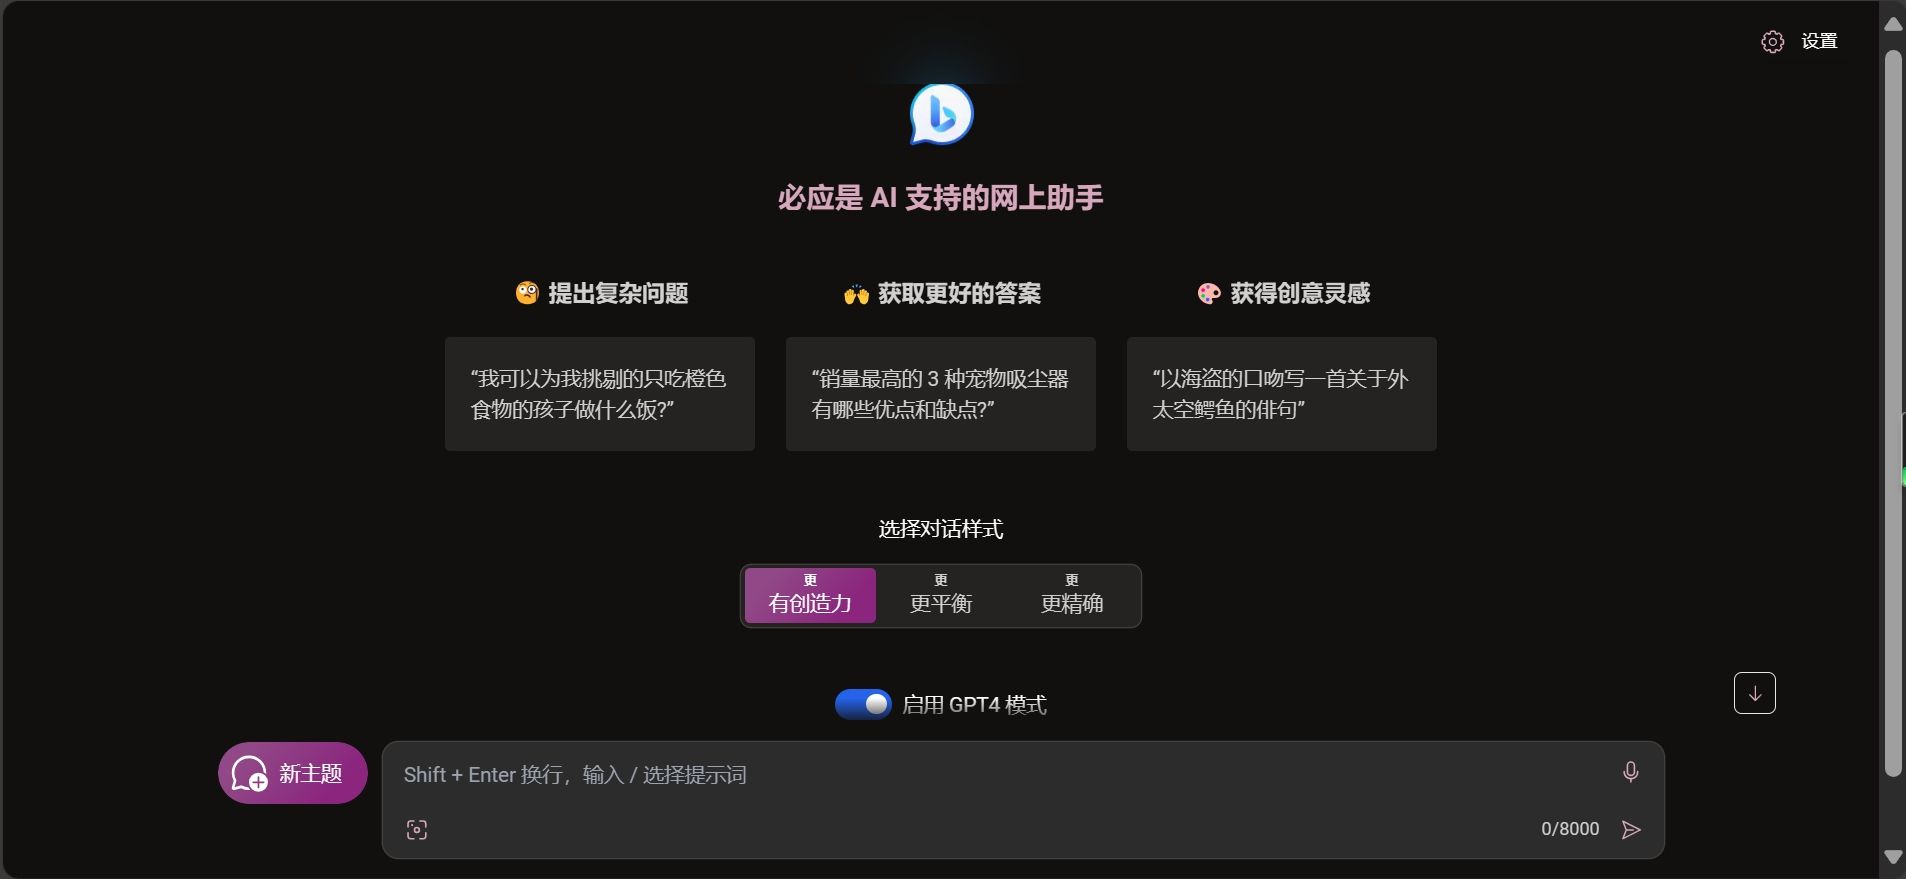 设置
必应是 AI 支持的网上助手
提出复杂问题
获取更好的答案
获得创意灵感
“我可以为我挑剔的只吃橙色
食物的孩子做什么饭?”
“销量最高的 3 种宠物吸尘器
有哪些优点和缺点?”
“以海盗的口吻写一首关于外
太空鳄鱼的俳句”
选择对话样式
更
有创造力
更
更平衡
更
更精确
启用 GPT4 模式
新主题
Shift + Enter 换行，输入 / 选择提示词
0/8000